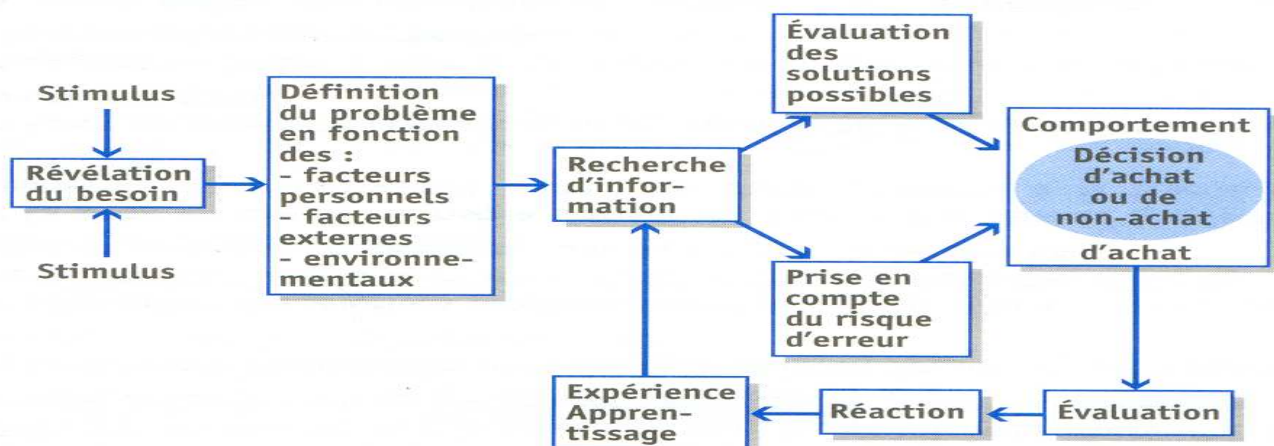 Stimulus
Révélation
du besoin
Stimulus
Définition
du problème
en fonction
des :
- facteurs
personnels
- facteurs
externes
- environne-
mentaux
Recherche
d'infor-
mation
Évaluation
des
solutions
possibles
Prise en
compte
du risque
d'erreur
Comportement
Décision
d'achat
ou de
non-achat
d'achat
Évaluation
Réaction
Expérience
Appren-
tissage